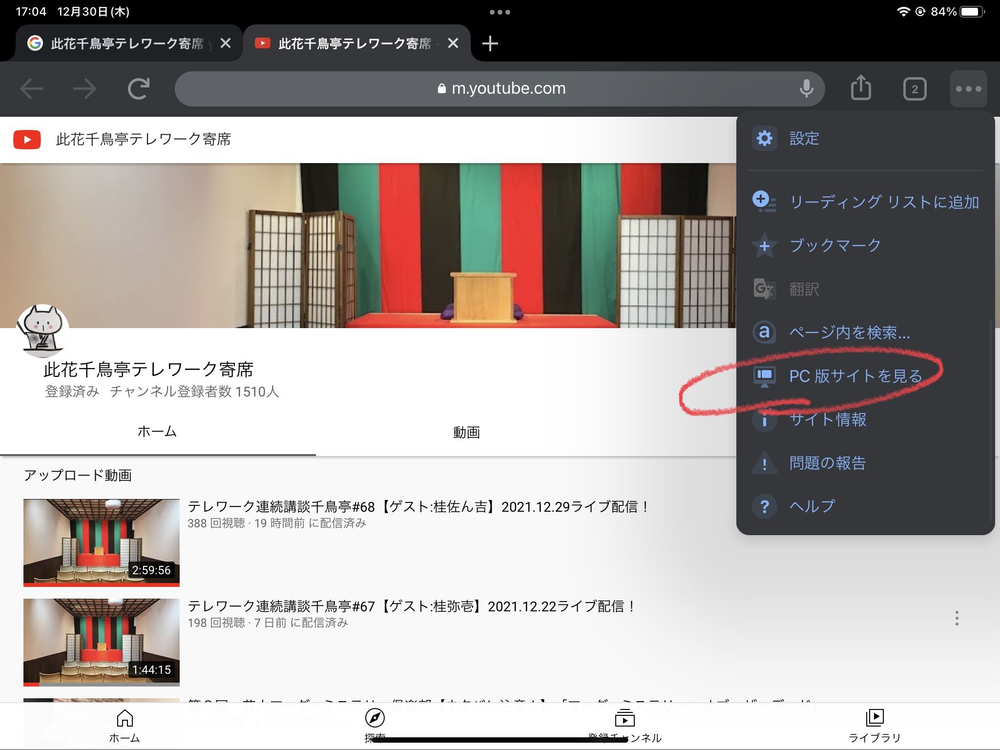 17:04 12月30日(木)
84%
此花千鳥亭テレワーク寄席
此花千鳥亭テレワーク寄席 -
m.youtube.com
2
此花千鳥亭テレワーク寄席
設定
リーディング リストに追加
ブックマーク
翻訳
ページ内を検索...
PC 版サイトを見る
サイト情報
問題の報告
ヘルプ
此花千鳥亭テレワーク寄席
登録済み チャンネル登録者数 1510人
ホーム
動画
アップロード動画
テレワーク連続講談千鳥亭#68【ゲスト:桂佐ん吉】2021.12.29ライブ配信！
388 回視聴 · 19 時間前 に配信済み
2:59:56
テレワーク連続講談千鳥亭#67【ゲスト:桂弥壱】2021.12.22ライブ配信！
198 回視聴 · 7 日前 に配信済み
1:44:15
ホーム
探索
登録チャンネル
ライブラリ